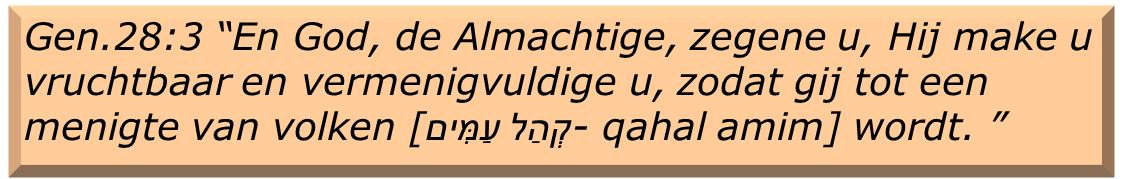 Gen.28:3 “En God, de Almachtige, zegene u, Hij make u
vruchtbaar en vermenigvuldige u, zodat gij tot een
menigte van volken [קְהַל עַמִּים- qahal amim] wordt. ”